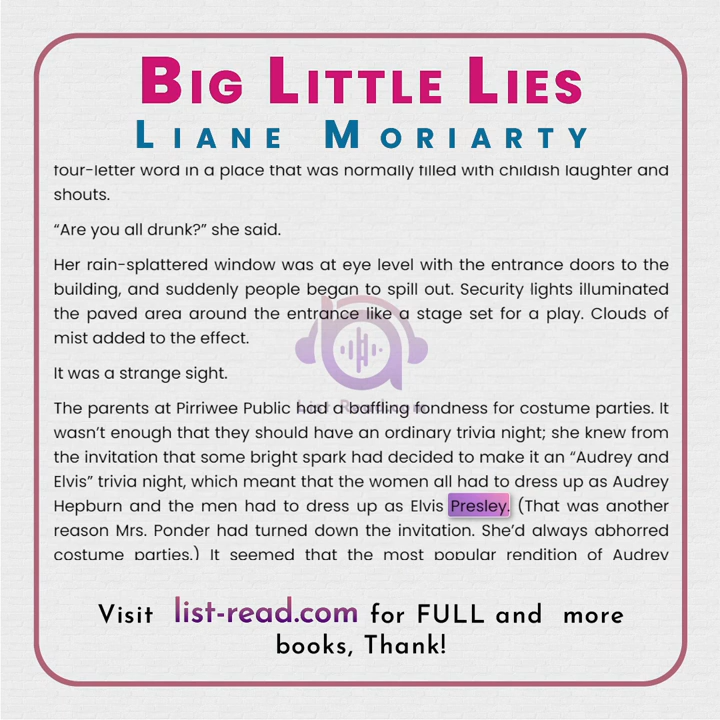 BIG LITTLE LIES
LIANE MORIARTY
four-letter word in a place that was normally filled with childish laughter and
shouts.
“Are you all drunk?” she said.
Her rain-splattered window was at eye level with the entrance doors to the
building, and suddenly people began to spill out. Security lights illuminated
the paved area around the entrance like a stage set for a play. Clouds of
mist added to the effect.
It was a strange sight.
The parents at Pirriwee Public had a baffling fondness for costume parties. It
wasn’t enough that they should have an ordinary trivia night; she knew from
the invitation that some bright spark had decided to make it an “Audrey and
Elvis” trivia night, which meant that the women all had to dress up as Audrey
Hepburn and the men had to dress up as Elvis Presley. (That was another
reason Mrs. Ponder had turned down the invitation. She’d always abhorred
costume parties.) It seemed that the most popular rendition of Audrey
Visit list-read.com for FULL and more
books, Thank!